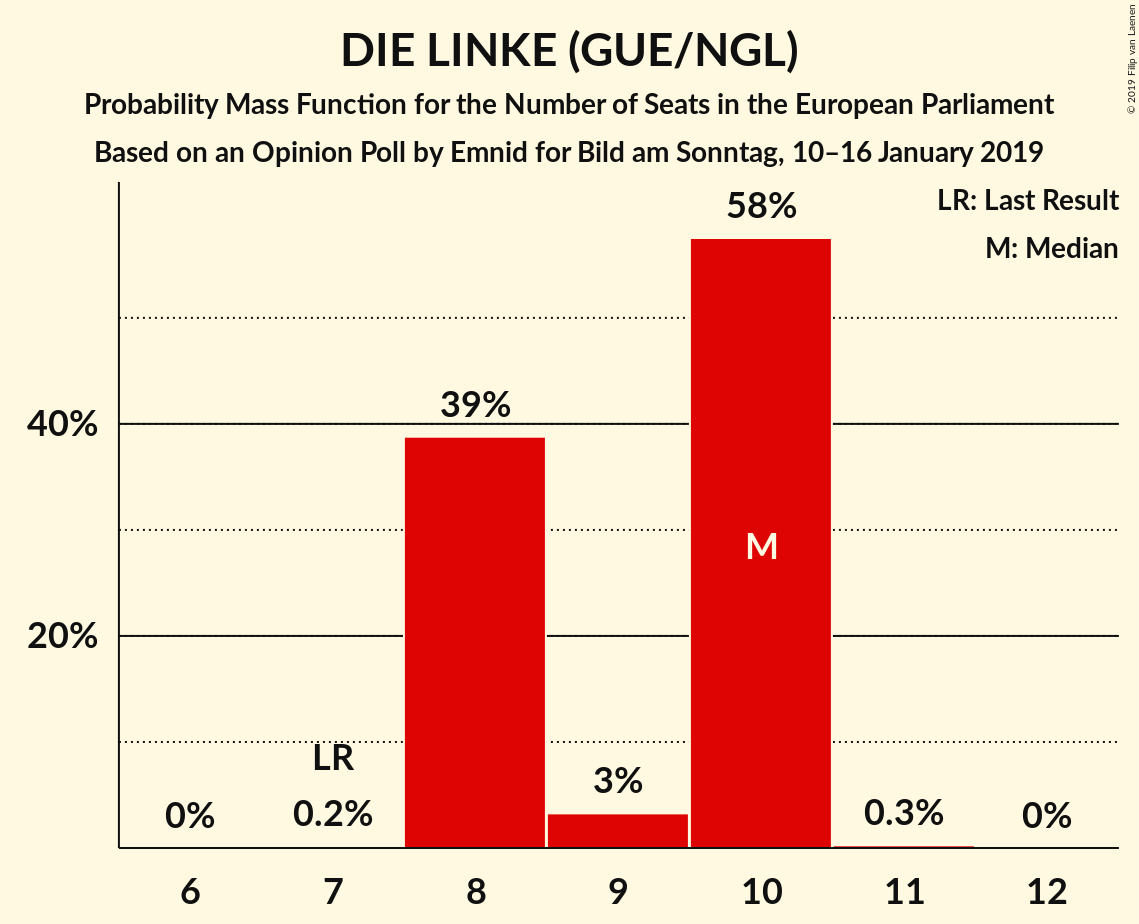 DIE LINKE (GUE/NGL)
Probability Mass Function for the Number of Seats in the European Parliament
Based on an Opinion Poll by Emnid for Bild am Sonntag, 10–16 January 2019
© 2019 Filip van Laenen
LR: Last Result
M: Median
58%
39%
40%
M
20%
LR
0%
0.2%
3%
0.3%
0%
6 7 8 9 10 11 12